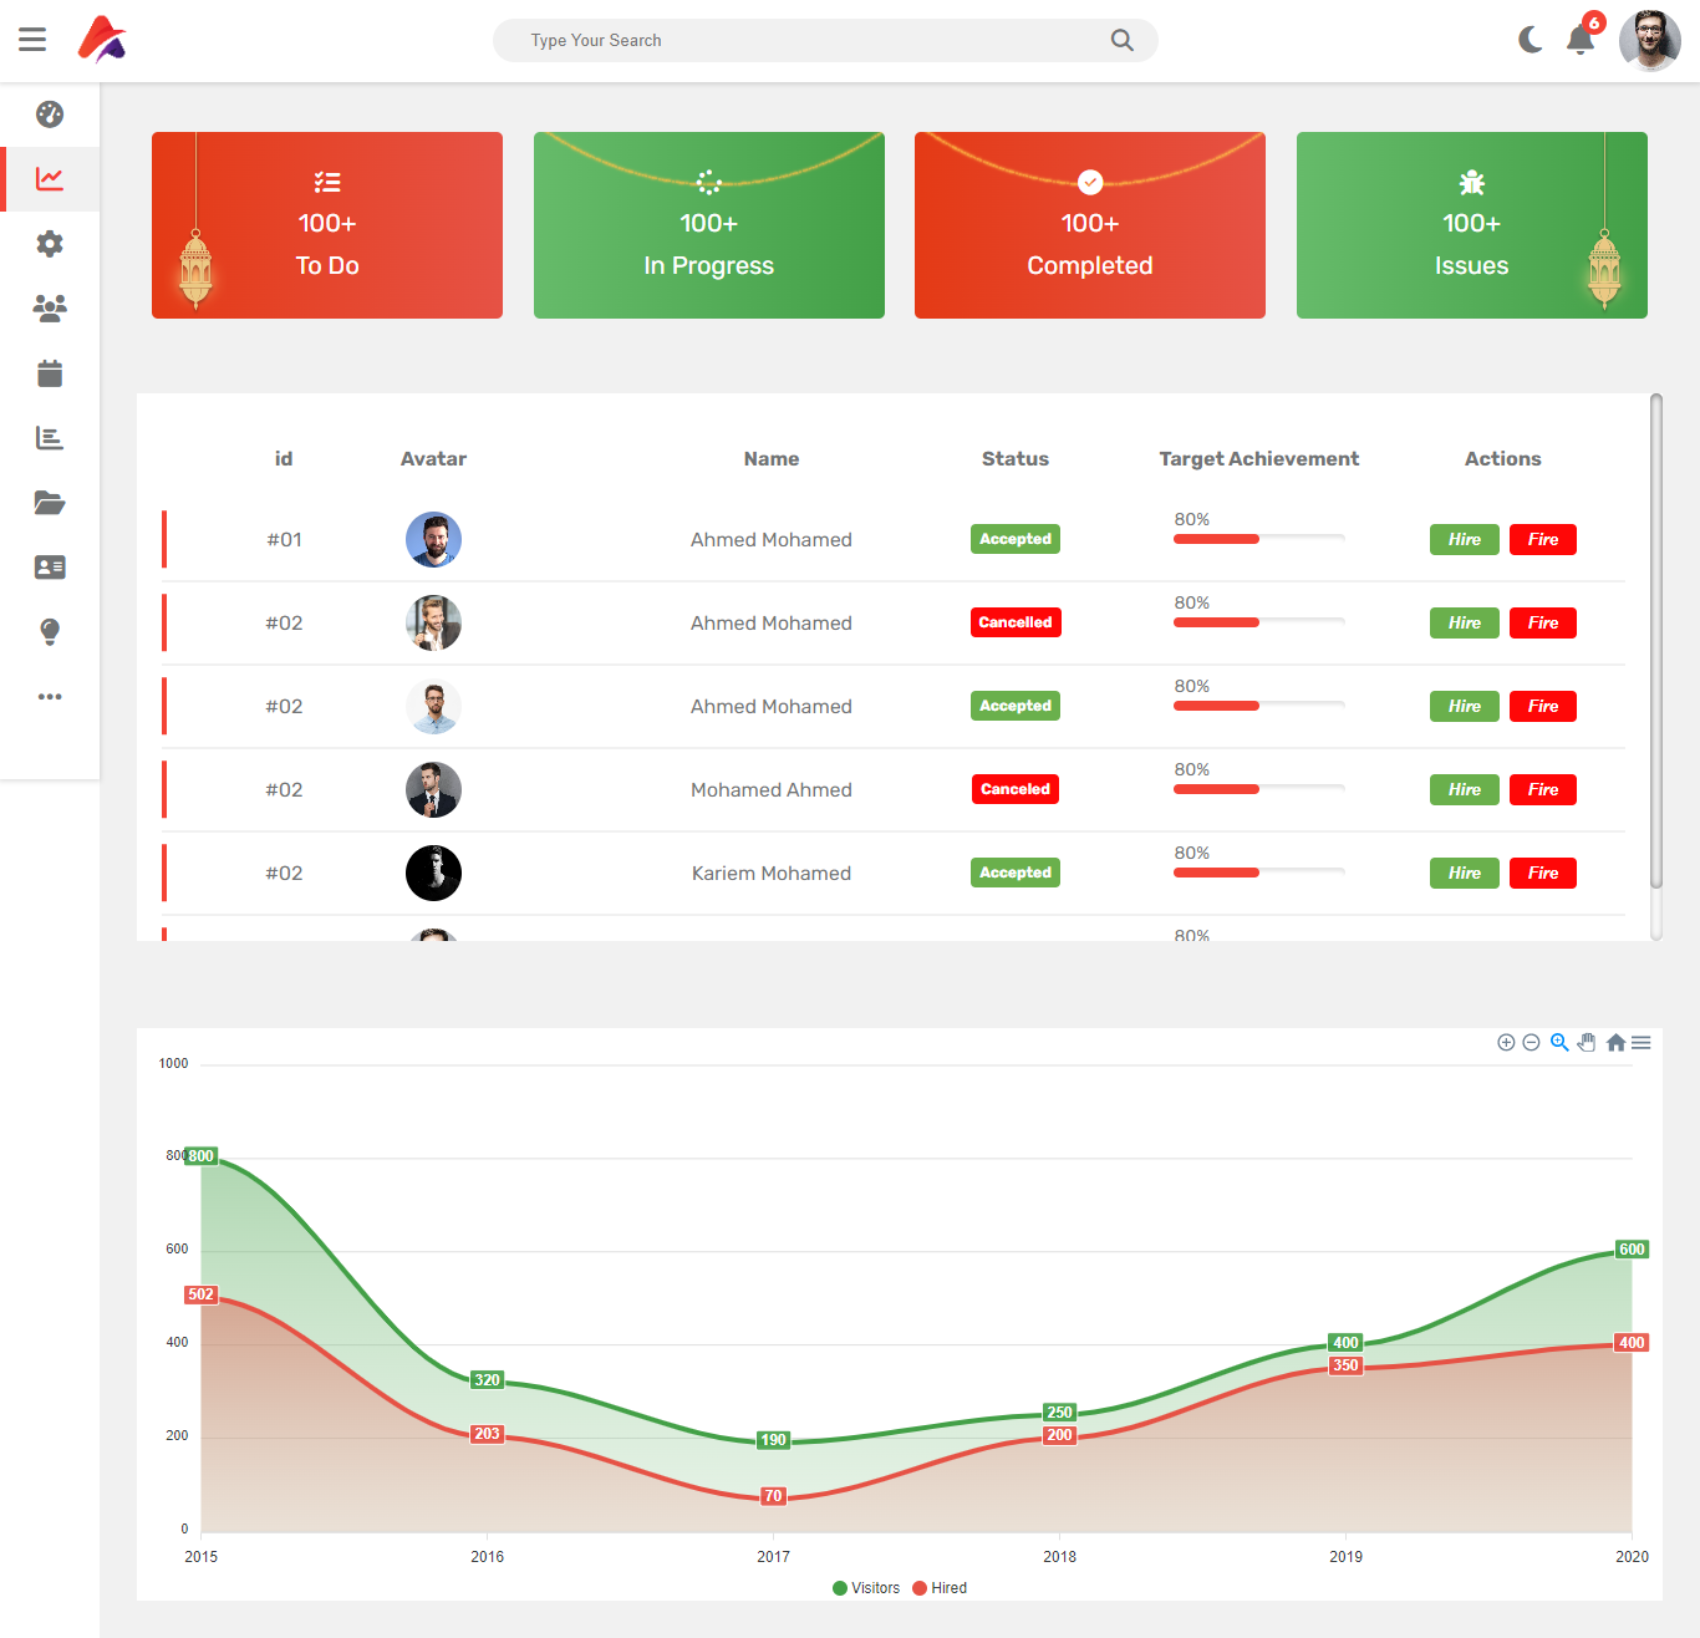 Type Your Search
6
100+
To Do
100+
In Progress
100+
Completed
100+
Issues
id Avatar Name Status Target Achievement Actions
#01 Ahmed Mohamed Accepted 80% Hire Fire
#02 Ahmed Mohamed Cancelled 80% Hire Fire
#02 Ahmed Mohamed Accepted 80% Hire Fire
#02 Mohamed Ahmed Canceled 80% Hire Fire
#02 Kariem Mohamed Accepted 80% Hire Fire
80%
1000
800 800
600 600
502
400 400 400
350
320
250
200 203 200
190
70
0
2015 2016 2017 2018 2019 2020
Visitors Hired